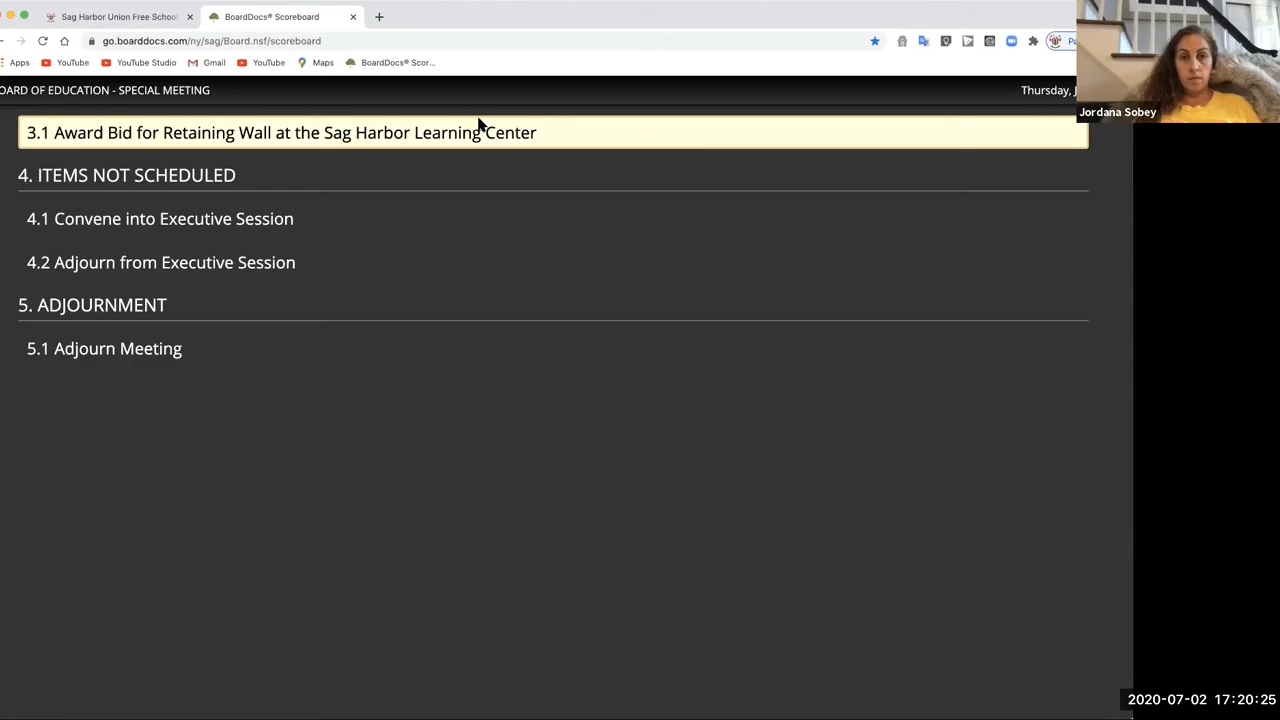 Sag Harbor Union Free School
BoardDocs® Scoreboard
go.boarddocs.com/ny/sag/Board.nsf/scoreboard
Apps YouTube YouTube Studio Gmail YouTube Maps BoardDocs® Scor...
OARD OF EDUCATION - SPECIAL MEETING
Thursday, J
Jordana Sobey
3.1 Award Bid for Retaining Wall at the Sag Harbor Learning Center
4. ITEMS NOT SCHEDULED
4.1 Convene into Executive Session
4.2 Adjourn from Executive Session
5. ADJOURNMENT
5.1 Adjourn Meeting
2020-07-02 17:20:25